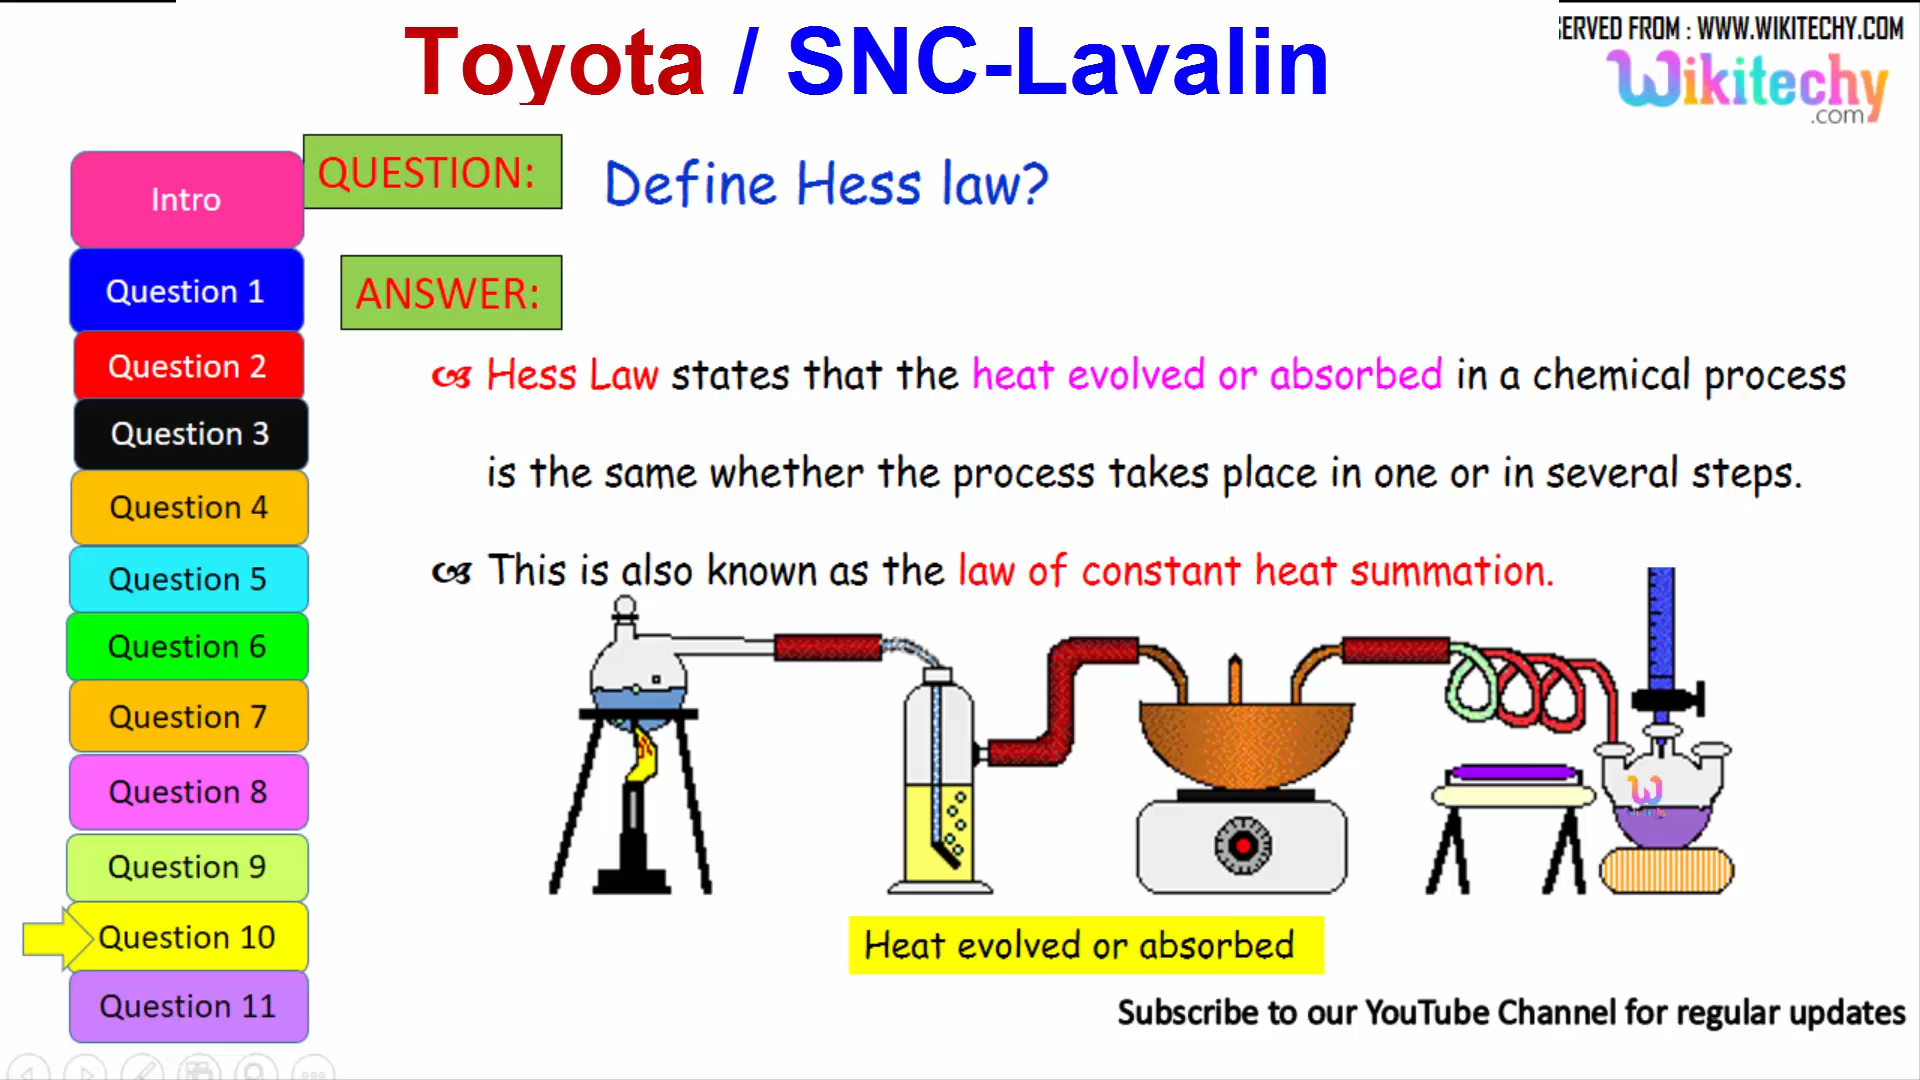 Toyota / SNC-Lavalin
SERVED FROM : WWW.WIKITECHY.COM
Wikitechy
.com
Intro
QUESTION:
Define Hess law?
Question 1
ANSWER:
Question 2
Hess Law states that the heat evolved or absorbed in a chemical process
Question 3
is the same whether the process takes place in one or in several steps.
Question 4
This is also known as the law of constant heat summation.
Question 5
Question 6
Question 7
Question 8
Question 9
Question 10
Heat evolved or absorbed
Question 11
Subscribe to our YouTube Channel for regular updates